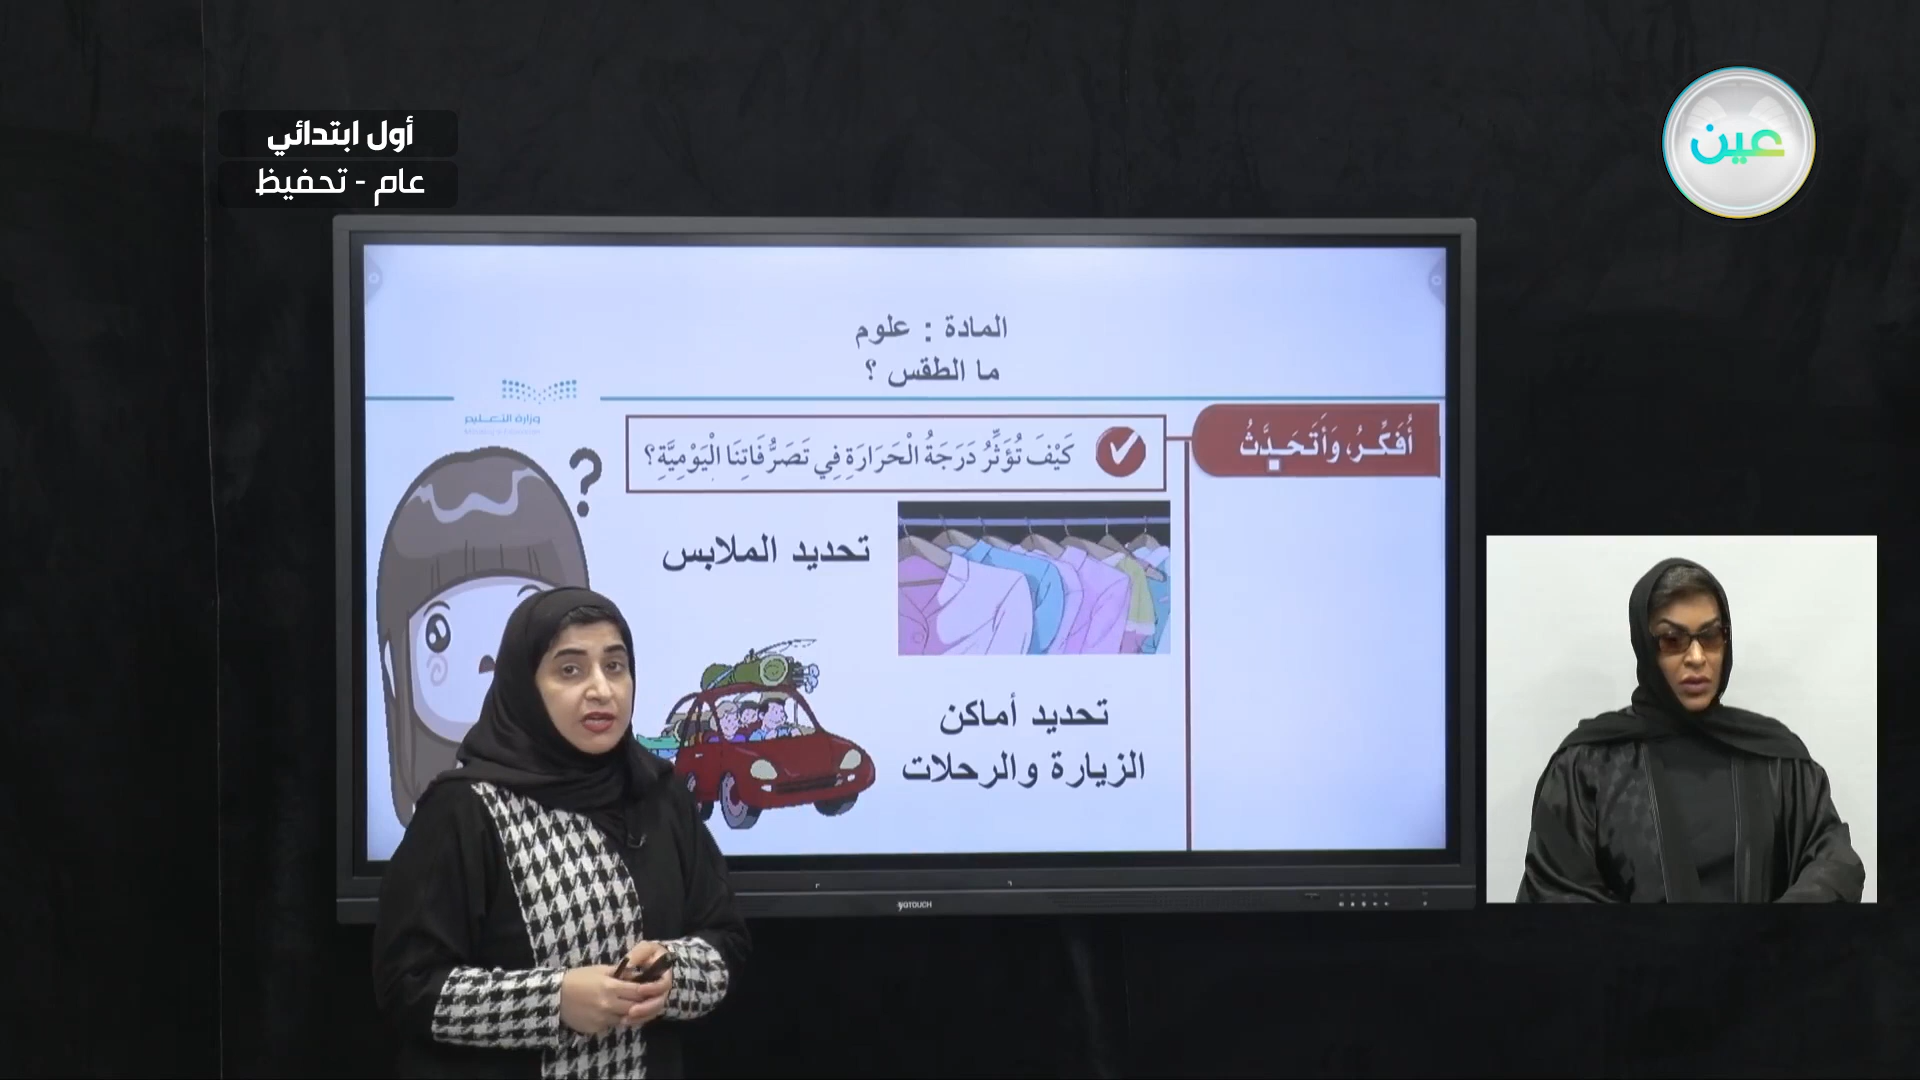 أول ابتدائي
عام - تحفيظ
عين
المادة : علوم
ما الطقس ؟
وزارة التعليم
أُفَكِّرُ، وَأَتَحَدَّثُ
كَيْفَ تُؤَثِّرُ دَرَجَةُ الْحَرَارَةِ فِي تَصَرُّفَاتِنَا الْيَوْمِيَّةِ؟
?
تحديد الملابس
تحديد أماكن
الزيارة والرحلات